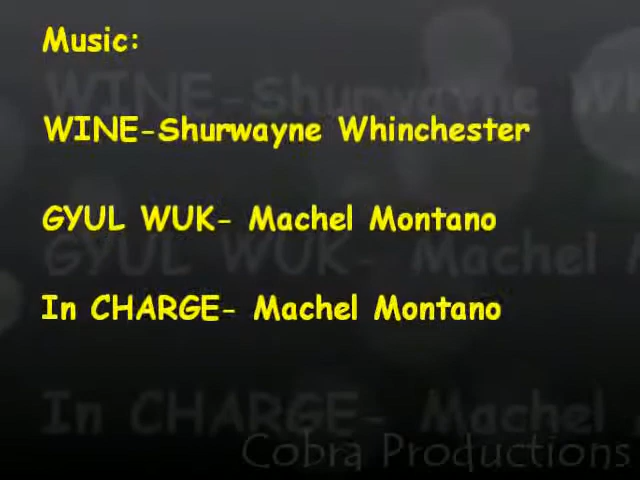 Music:
WINE-Shurwayne Whinchester
GYUL WUK- Machel Montano
In CHARGE- Machel Montano
Cobra Productions